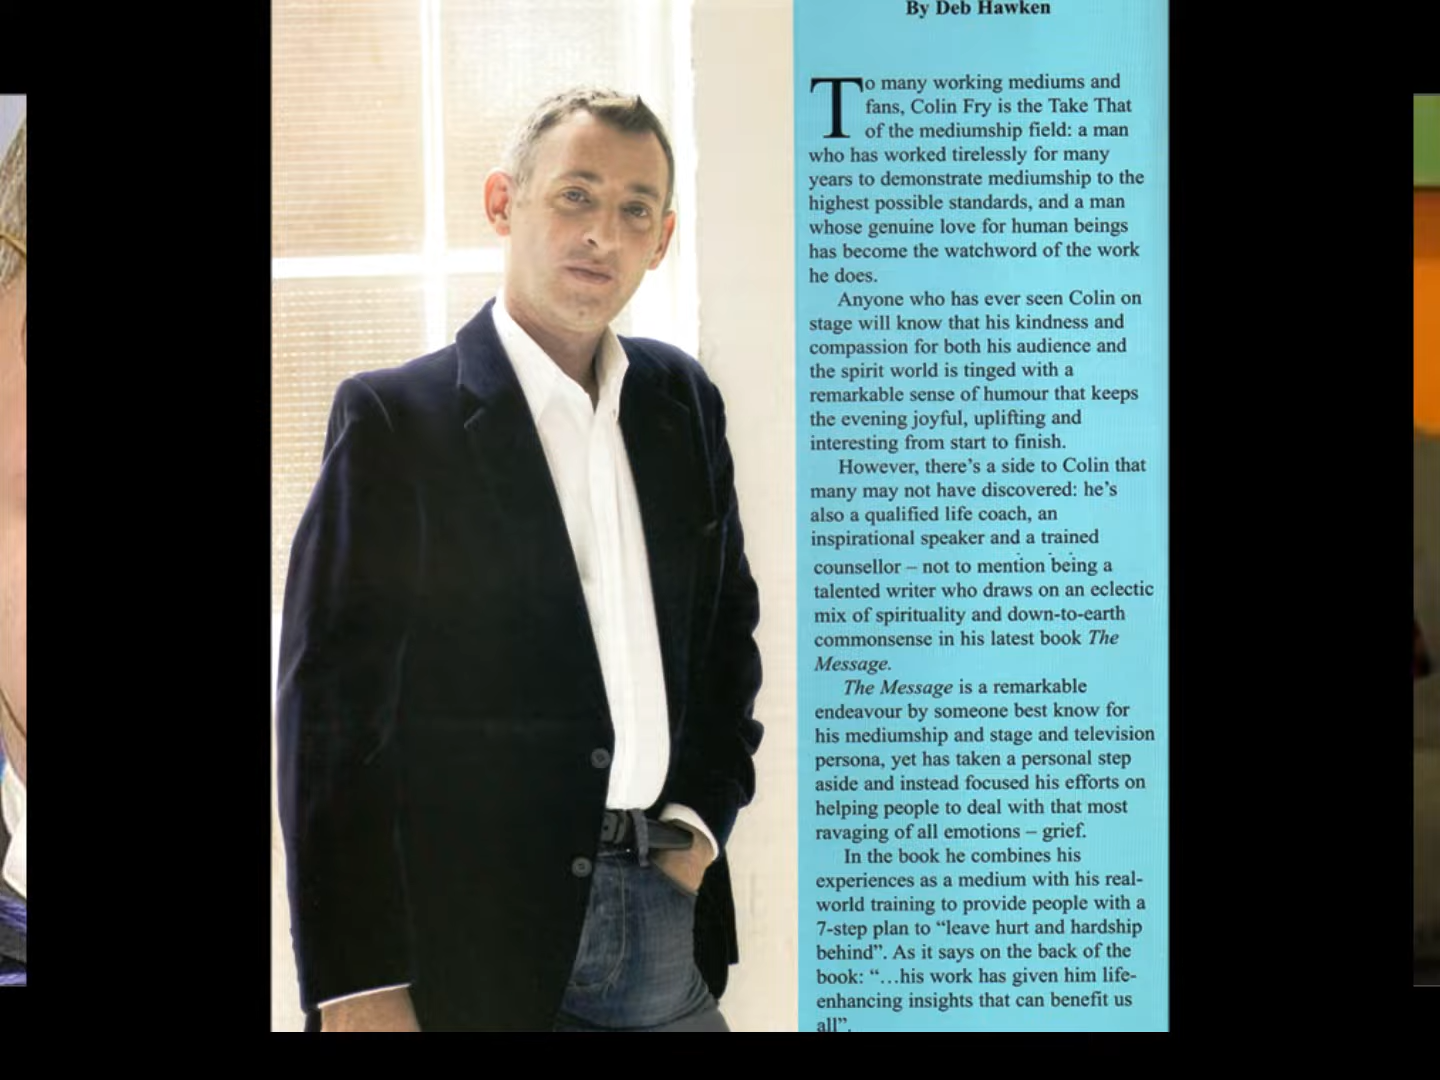 By Deb Hawken
To many working mediums and
fans, Colin Fry is the Take That
of the mediumship field: a man
who has worked tirelessly for many
years to demonstrate mediumship to the
highest possible standards, and a man
whose genuine love for human beings
has become the watchword of the work
he does.
Anyone who has ever seen Colin on
stage will know that his kindness and
compassion for both his audience and
the spirit world is tinged with a
remarkable sense of humour that keeps
the evening joyful, uplifting and
interesting from start to finish.
However, there's a side to Colin that
many may not have discovered: he's
also a qualified life coach, an
inspirational speaker and a trained
counsellor – not to mention being a
talented writer who draws on an eclectic
mix of spirituality and down-to-earth
commonsense in his latest book The
Message.
The Message is a remarkable
endeavour by someone best know for
his mediumship and stage and television
persona, yet has taken a personal step
aside and instead focused his efforts on
helping people to deal with that most
ravaging of all emotions – grief.
In the book he combines his
experiences as a medium with his real-
world training to provide people with a
7-step plan to “leave hurt and hardship
behind”. As it says on the back of the
book: “…his work has given him life-
enhancing insights that can benefit us
all”.